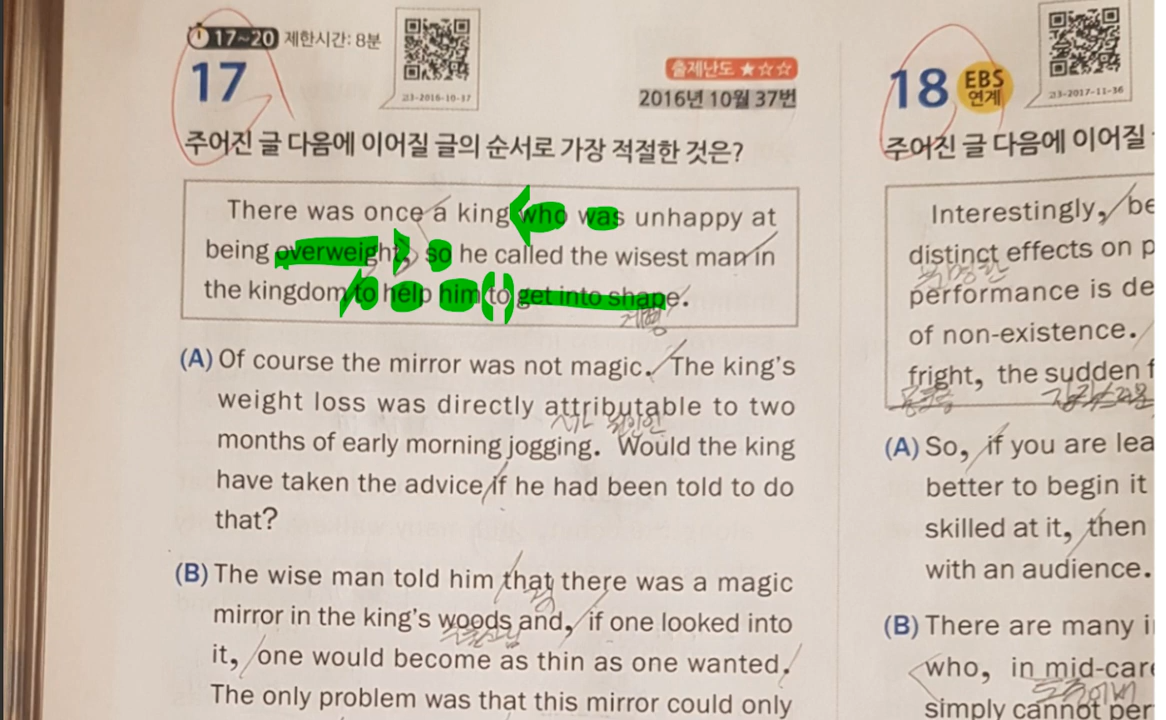 17~20 제한시간: 8분
고3-2016-10-37
17
출제난도 ★☆☆
2016년 10월 37번
주어진 글 다음에 이어질 글의 순서로 가장 적절한 것은?
There was once a king who was unhappy at
being overweight, so he called the wisest man in
the kingdom to help him to get into shape.
(A) Of course the mirror was not magic. The king's
weight loss was directly attributable to two
months of early morning jogging. Would the king
have taken the advice if he had been told to do
that?
(B) The wise man told him that there was a magic
mirror in the king's woods and, if one looked into
it, one would become as thin as one wanted.
The only problem was that this mirror could only
18 EBS
연계
고3-2017-11-36
주어진 글 다음에 이어질
Interestingly, be
distinct effects on p
performance is de
of non-existence.
fright, the sudden f
(A) So, if you are lea
better to begin it
skilled at it, then
with an audience.
(B) There are many i
who, in mid-care
simply cannot per